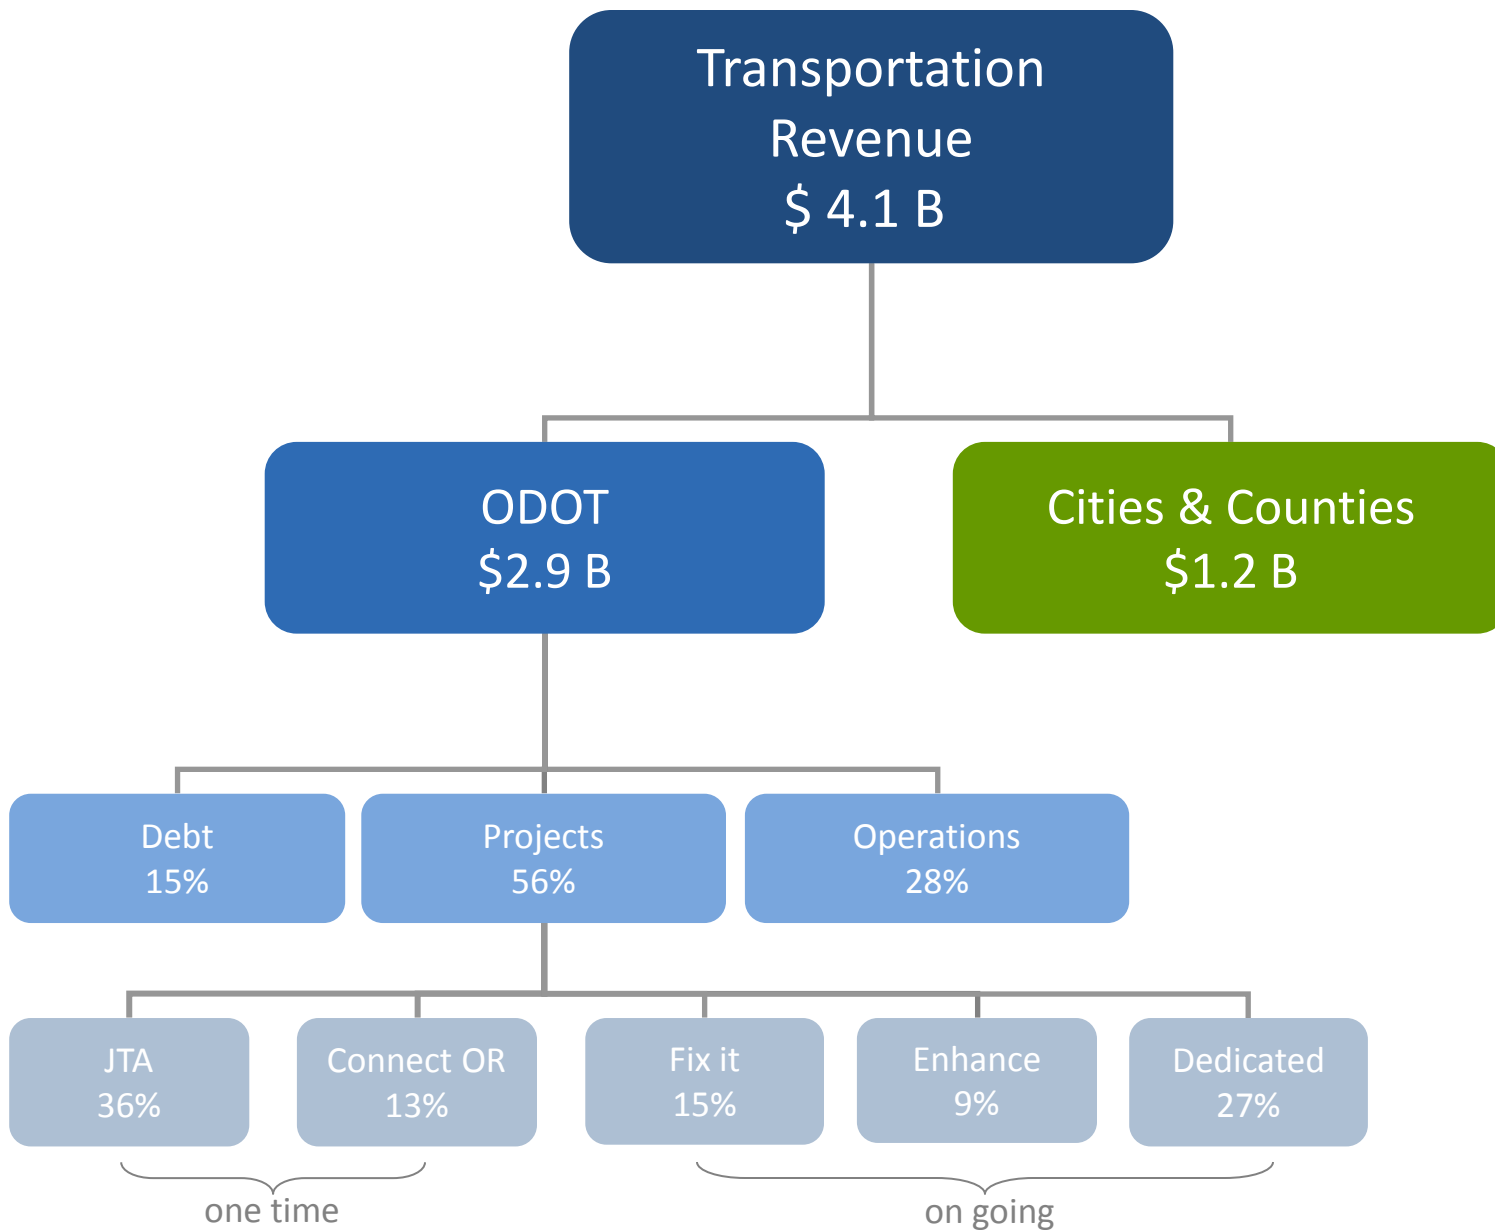 Transportation
Revenue
$ 4.1 B
ODOT
$2.9 B
Cities & Counties
$1.2 B
Debt
15%
Projects
56%
Operations
28%
JTA
36%
Connect OR
13%
Fix it
15%
Enhance
9%
Dedicated
27%
one time
on going